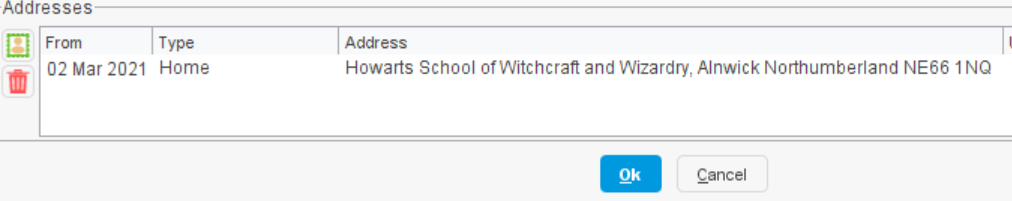 Addresses
From Type Address
02 Mar 2021 Home Howarts School of Witchcraft and Wizardry, Alnwick Northumberland NE66 1NQ
Ok Cancel